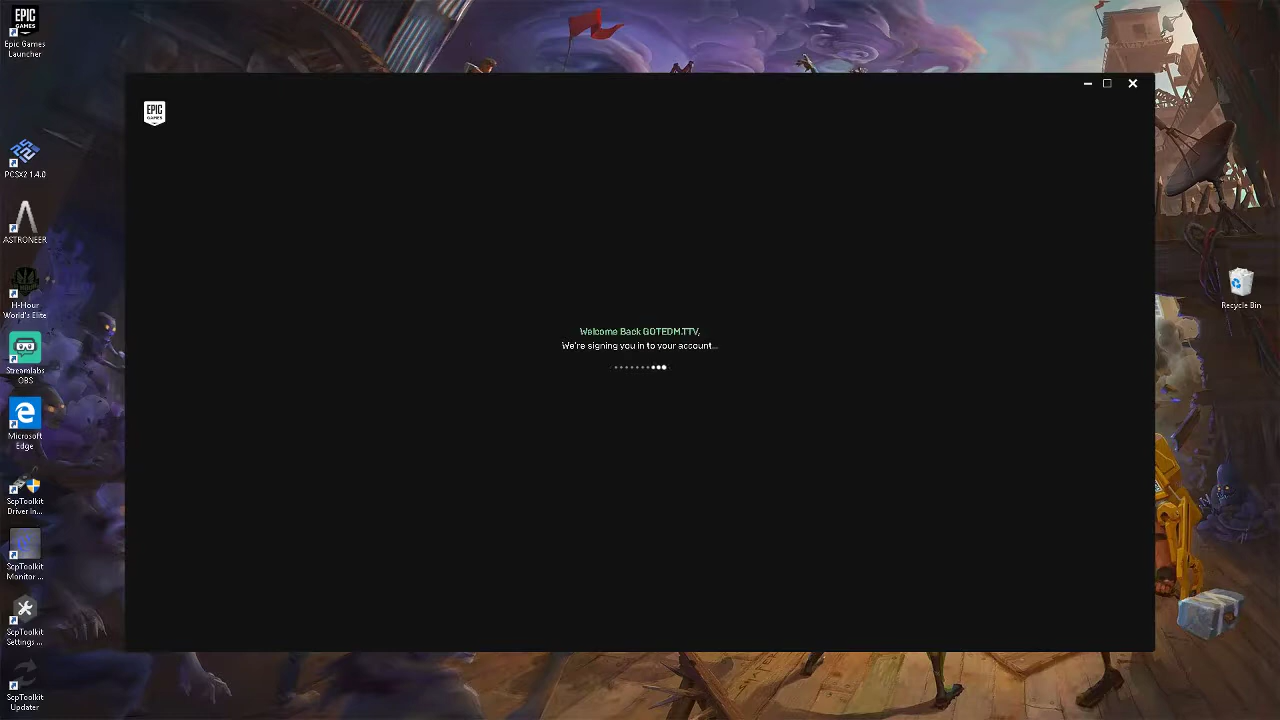 EPIC
GAMES
Epic Games
Launcher
PCSX2 1.4.0
ASTRONEER
H-Hour
World's Elite
Streamlabs
OBS
Microsoft
Edge
ScpToolkit
Driver In...
ScpToolkit
Monitor ...
ScpToolkit
Settings ...
ScpToolkit
Updater
EPIC
GAMES
Welcome Back GOTEDM.TTV,
We're signing you in to your account...
Recycle Bin